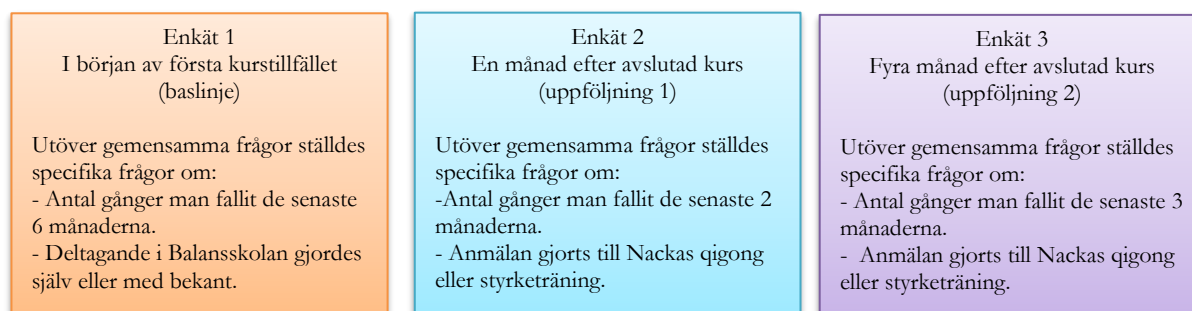 Enkät 1
I början av första kurstillfället
(baslinje)
Utöver gemensamma frågor ställdes
specifika frågor om:
- Antal gånger man fallit de senaste
6 månaderna.
- Deltagande i Balansskolan gjordes
själv eller med bekant.
Enkät 2
En månad efter avslutad kurs
(uppföljning 1)
Utöver gemensamma frågor ställdes
specifika frågor om:
-Antal gånger man fallit de senaste 2
månaderna.
- Anmälan gjorts till Nackas qigong
eller styrketräning.
Enkät 3
Fyra månad efter avslutad kurs
(uppföljning 2)
Utöver gemensamma frågor ställdes
specifika frågor om:
- Antal gånger man fallit de senaste 3
månaderna.
- Anmälan gjorts till Nackas qigong
eller styrketräning.